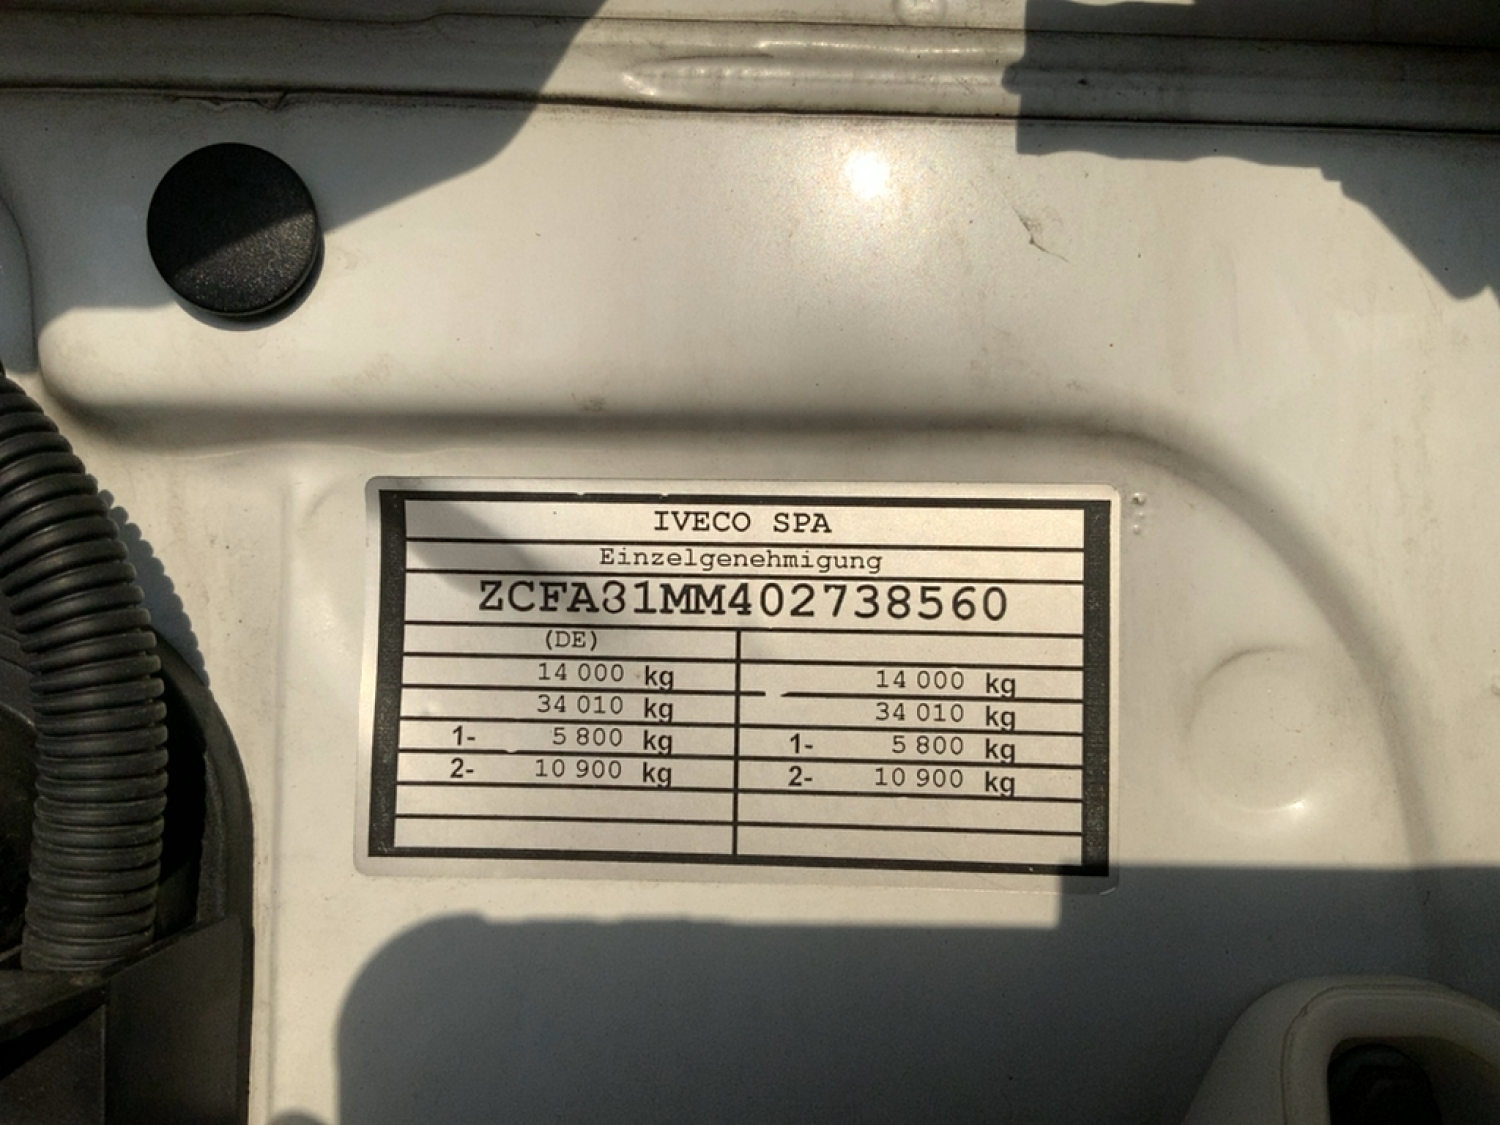 IVECO SPA
Einzelgenehmigung
ZCFA81MM402738560
(DE)
14 000 kg 14 000 kg
34 010 kg 34 010 kg
1- 5 800 kg 1- 5 800 kg
2- 10 900 kg 2- 10 900 kg